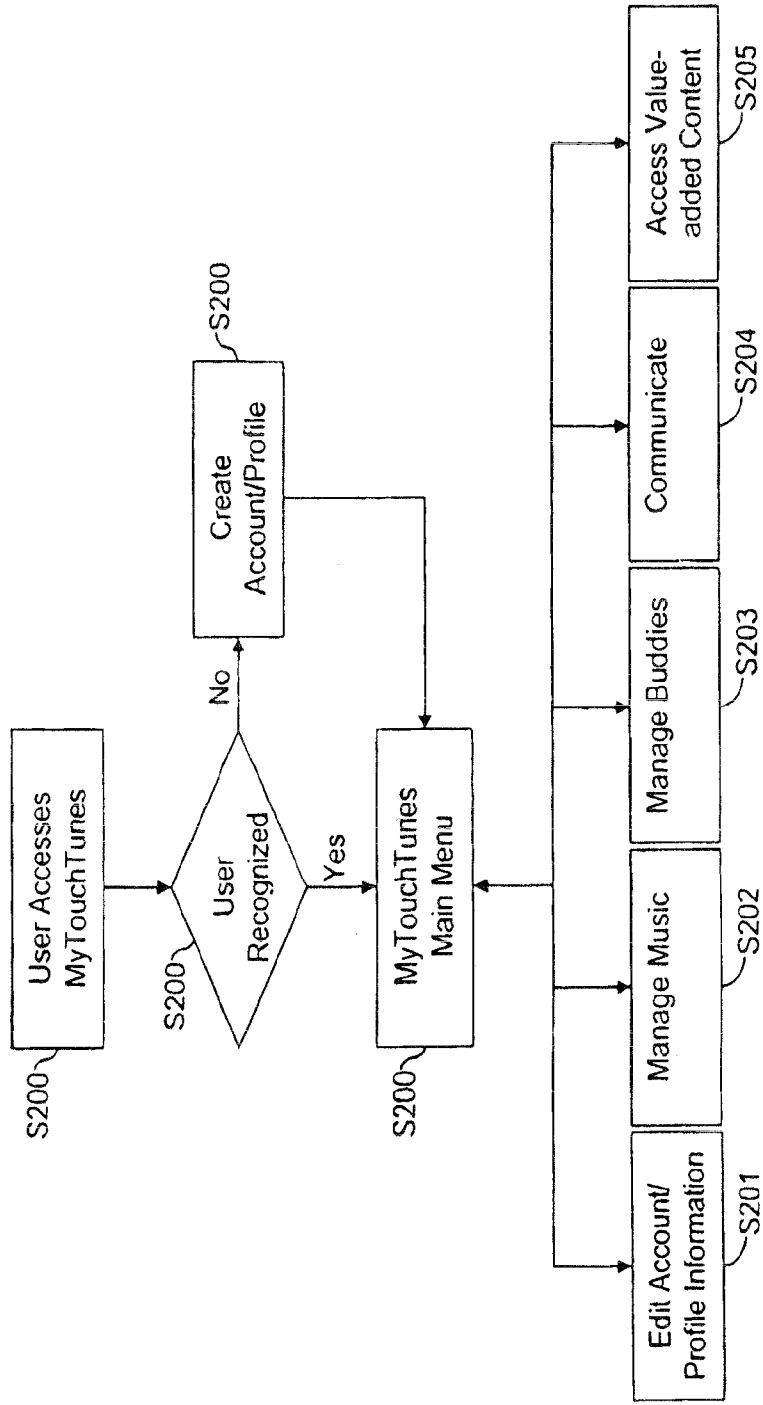 User Accesses
MyTouchTunes
S200
User
Recognized
S200
No
Yes
Create
Account/Profile
S200
MyTouchTunes
Main Menu
S200
Edit Account/
Profile Information
S201
Manage Music
S202
Manage Buddies
S203
Communicate
S204
Access Value-
added Content
S205